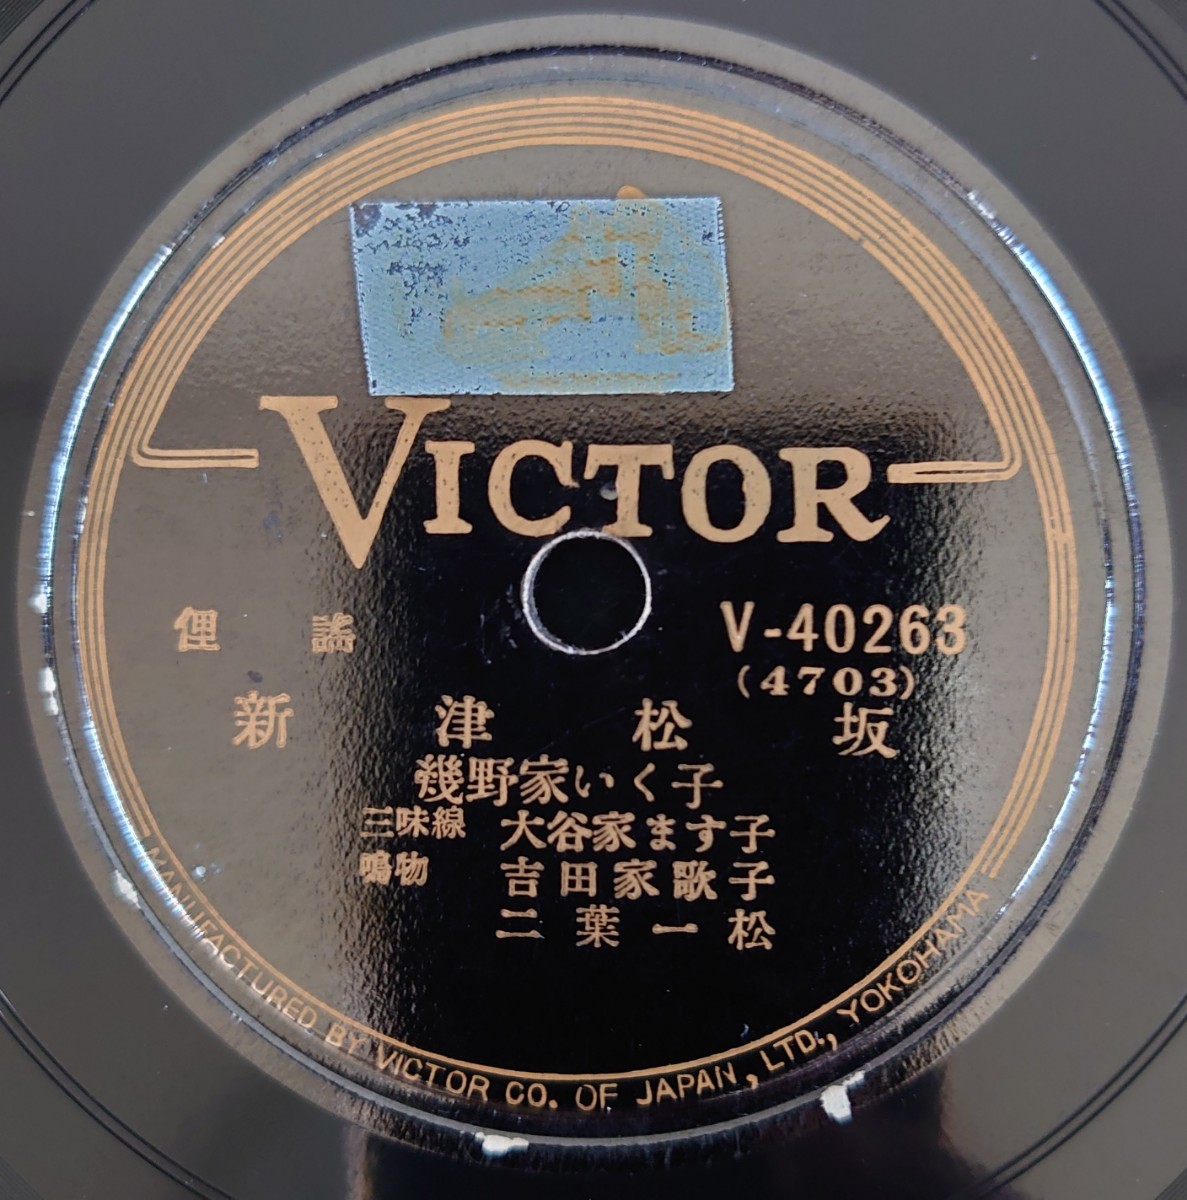 VICTOR
俚謠
V-40263
(4703)
新津松坂
幾野家いく子
三味線 大谷家ます子
鳴物 吉田家歌子
二葉一松
MANUFACTURED BY VICTOR CO. OF JAPAN, LTD., YOKOHAMA